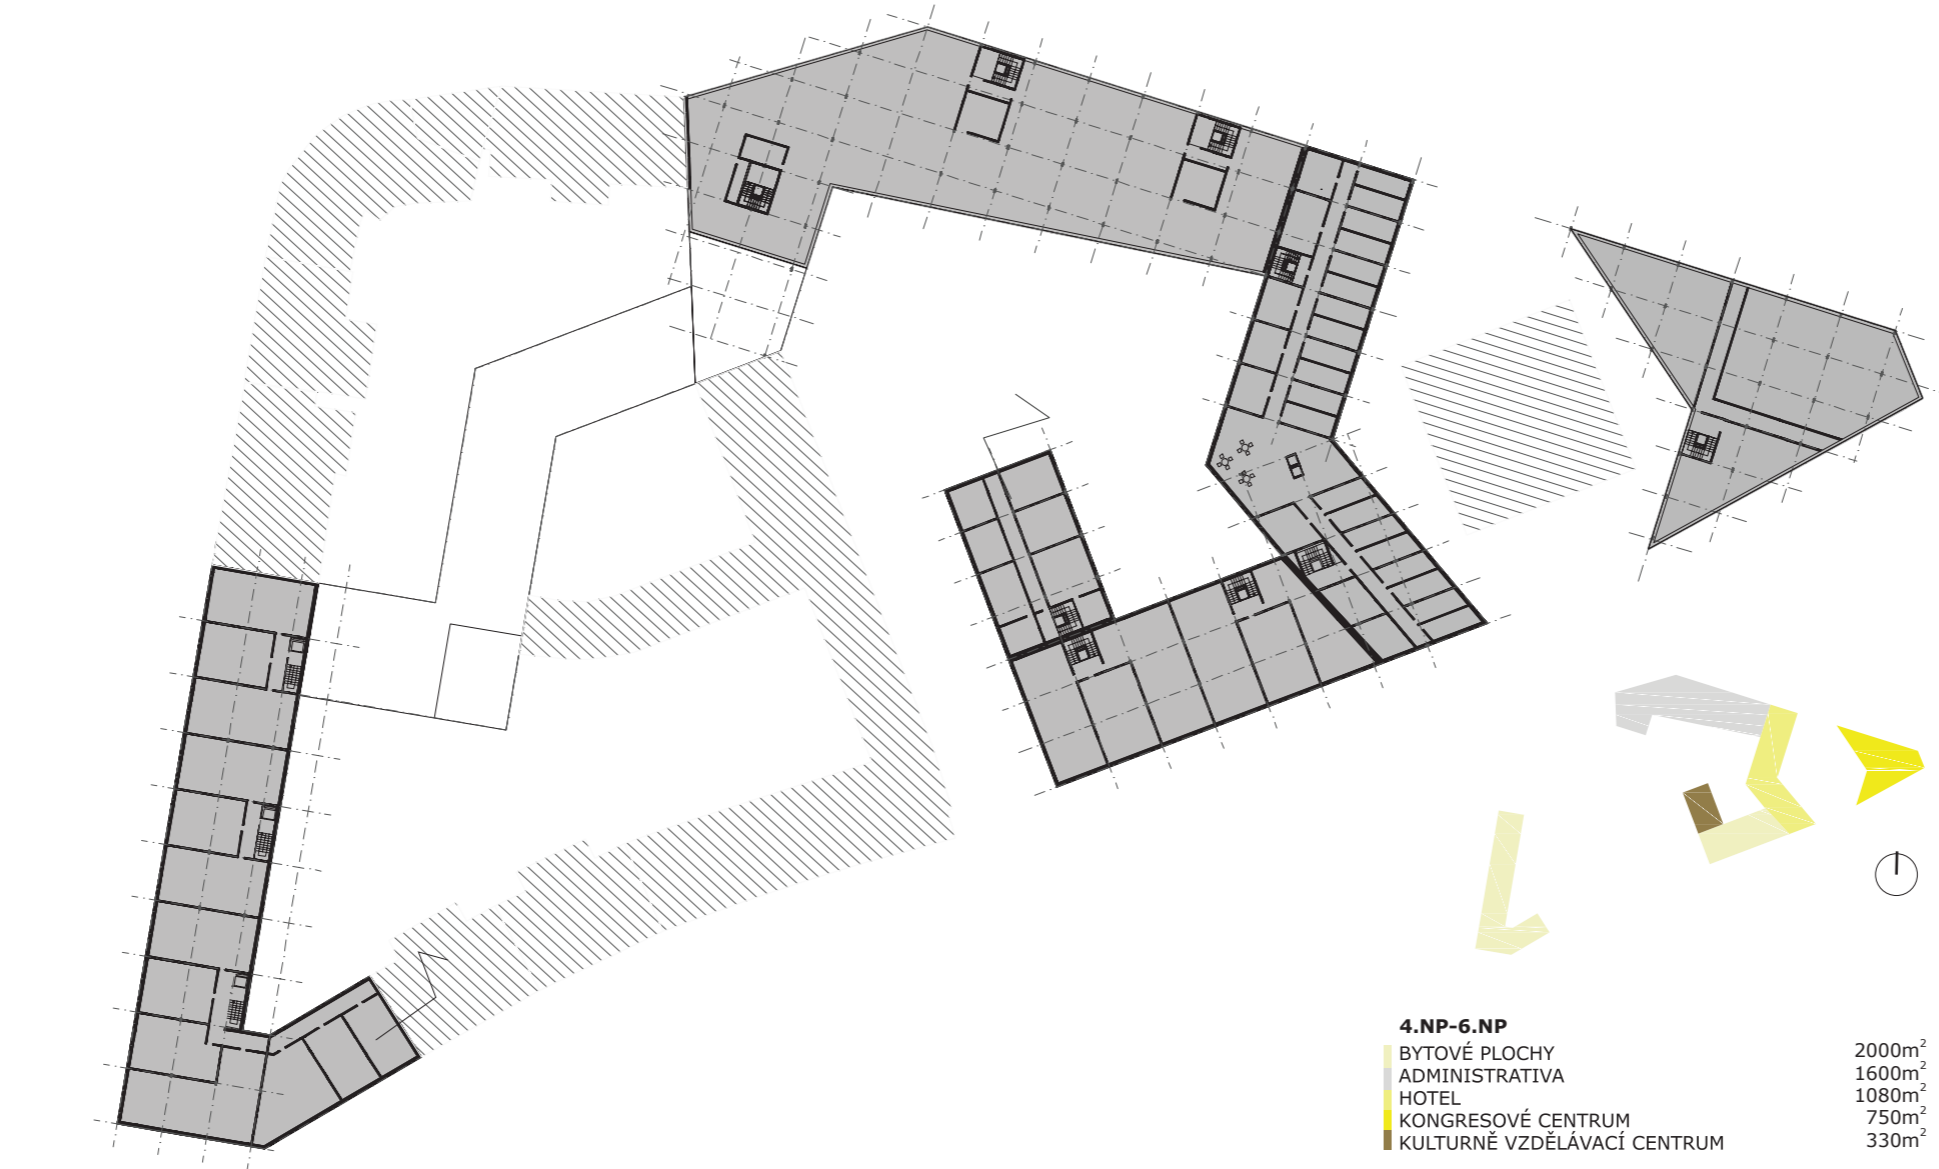 4.NP-6.NP
BYTOVÉ PLOCHY 2000m²
ADMINISTRATIVA 1600m²
HOTEL 1080m²
KONGRESOVÉ CENTRUM 750m²
KULTURNĚ VZDĚLÁVACÍ CENTRUM 330m²